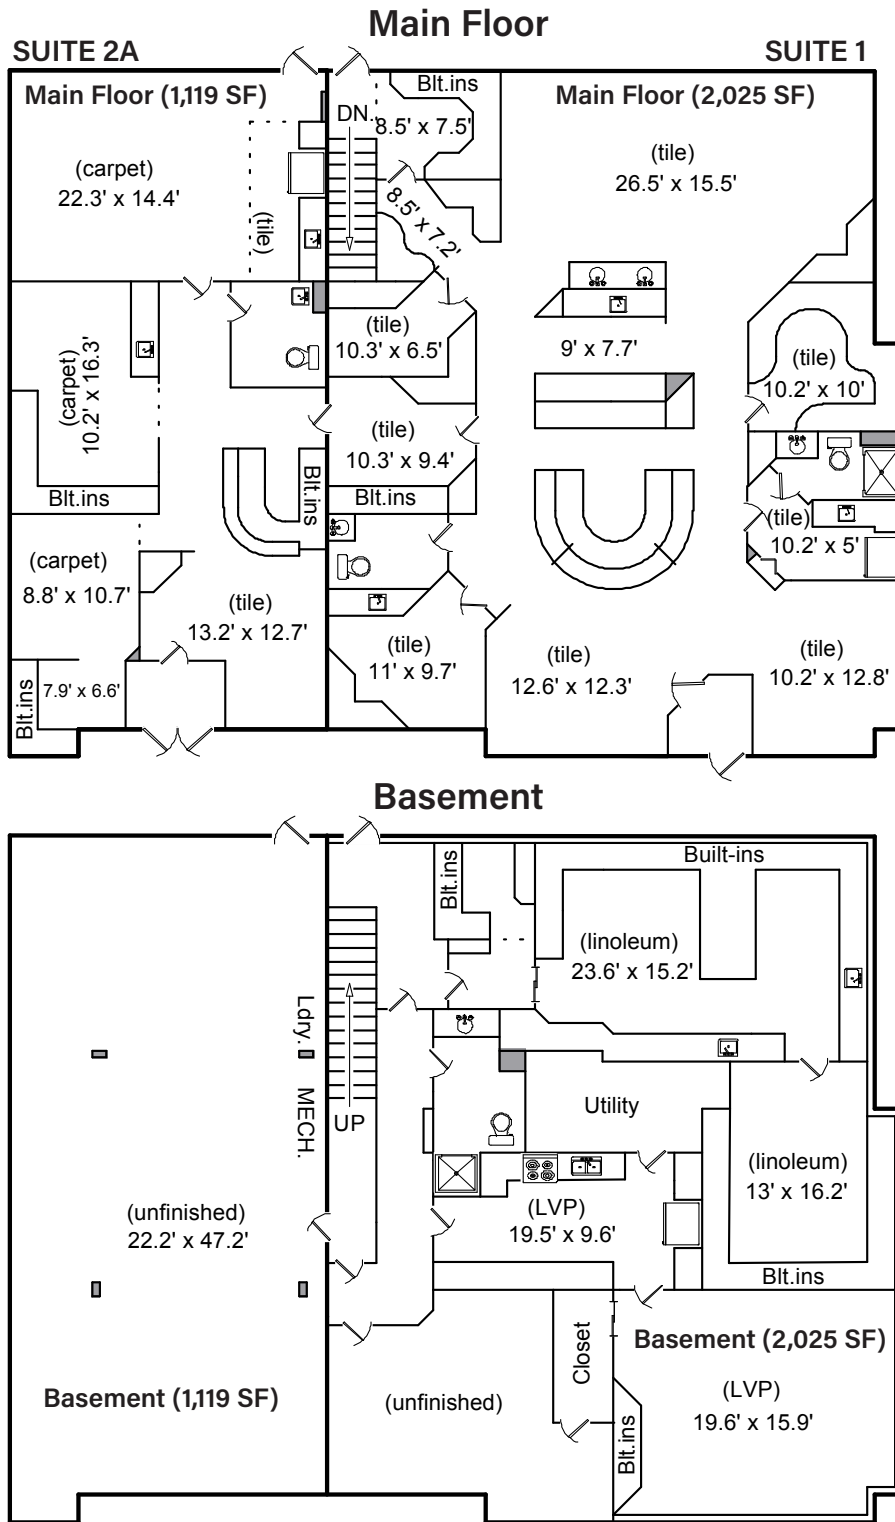 Main Floor
SUITE 2A
SUITE 1
Main Floor (1,119 SF)
Blt.ins
Main Floor (2,025 SF)
DN.
8.5' x 7.5'
(carpet)
22.3' x 14.4'
(tile)
(tile)
26.5' x 15.5'
8.5' x 7.2'
(carpet)
10.2' x 16.3'
(tile)
10.3' x 6.5'
9' x 7.7'
(tile)
10.2' x 10'
(tile)
10.3' x 9.4'
Blt.ins
Blt.ins
Blt.ins
(tile)
10.2' x 5'
(carpet)
8.8' x 10.7'
(tile)
13.2' x 12.7'
(tile)
11' x 9.7'
(tile)
12.6' x 12.3'
(tile)
10.2' x 12.8'
Blt.ins
7.9' x 6.6'
Basement
Blt.ins
Built-ins
(linoleum)
23.6' x 15.2'
Ldry.
MECH.
UP
Utility
(linoleum)
13' x 16.2'
(unfinished)
22.2' x 47.2'
(LVP)
19.5' x 9.6'
Blt.ins
Closet
Basement (2,025 SF)
Basement (1,119 SF)
(unfinished)
(LVP)
19.6' x 15.9'
Blt.ins